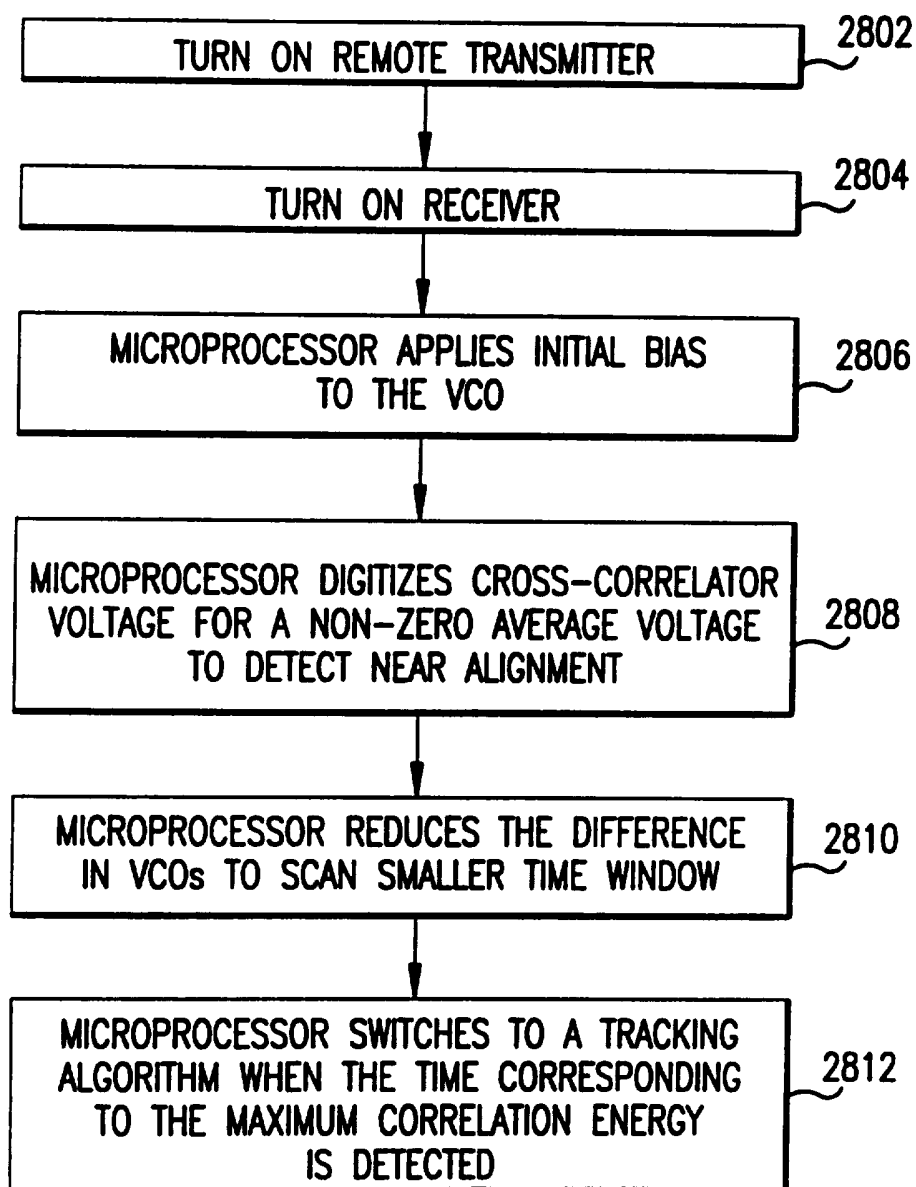 TURN ON REMOTE TRANSMITTER
2802
TURN ON RECEIVER
2804
MICROPROCESSOR APPLIES INITIAL BIAS
TO THE VCO
2806
MICROPROCESSOR DIGITIZES CROSS-CORRELATOR
VOLTAGE FOR A NON-ZERO AVERAGE VOLTAGE
TO DETECT NEAR ALIGNMENT
2808
MICROPROCESSOR REDUCES THE DIFFERENCE
IN VCOs TO SCAN SMALLER TIME WINDOW
2810
MICROPROCESSOR SWITCHES TO A TRACKING
ALGORITHM WHEN THE TIME CORRESPONDING
TO THE MAXIMUM CORRELATION ENERGY
IS DETECTED
2812